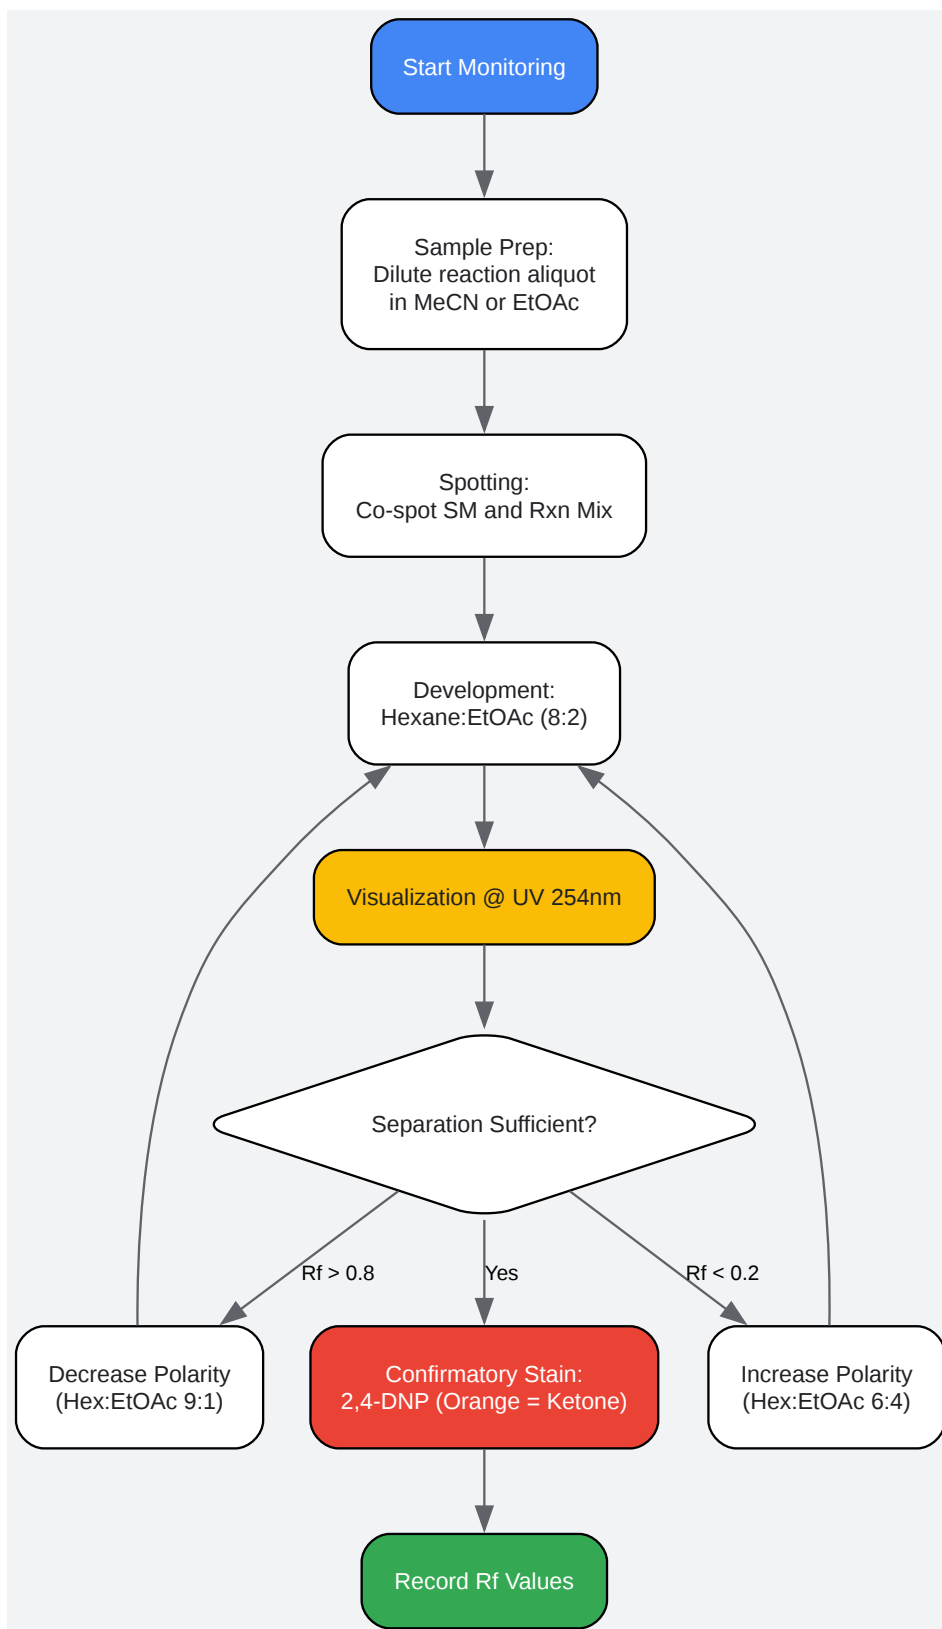 Start Monitoring
Sample Prep:
Dilute reaction aliquot
in MeCN or EtOAc
Spotting:
Co-spot SM and Rxn Mix
Development:
Hexane:EtOAc (8:2)
Visualization @ UV 254nm
Separation Sufficient?
Rf > 0.8
Yes
Rf < 0.2
Decrease Polarity
(Hex:EtOAc 9:1)
Confirmatory Stain:
2,4-DNP (Orange = Ketone)
Increase Polarity
(Hex:EtOAc 6:4)
Record Rf Values